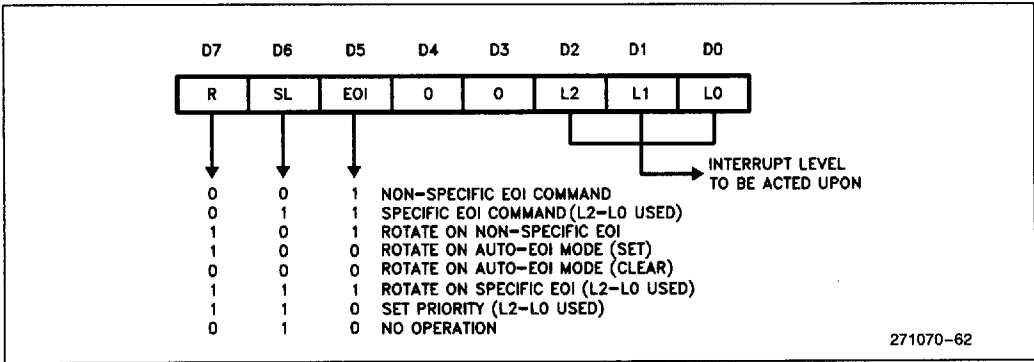 D7 D6 D5 D4 D3 D2 D1 D0
R SL EOI 0 0 L2 L1 L0
INTERRUPT LEVEL
TO BE ACTED UPON
0 0 1 NON-SPECIFIC EOI COMMAND
0 1 1 SPECIFIC EOI COMMAND (L2-L0 USED)
1 0 1 ROTATE ON NON-SPECIFIC EOI
1 0 0 ROTATE ON AUTO-EOI MODE (SET)
0 0 0 ROTATE ON AUTO-EOI MODE (CLEAR)
1 1 1 ROTATE ON SPECIFIC EOI (L2-L0 USED)
1 1 0 SET PRIORITY (L2-L0 USED)
0 1 0 NO OPERATION
271070-62